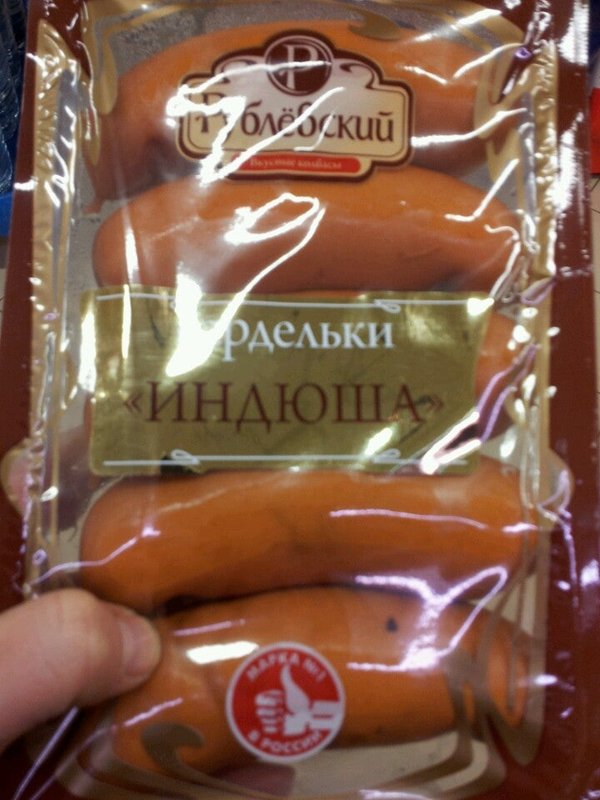 Р
Рублёвский
Вкусные колбасы
рдельки
«ИНДЮША»
МАРКА №1
В РОССИИ